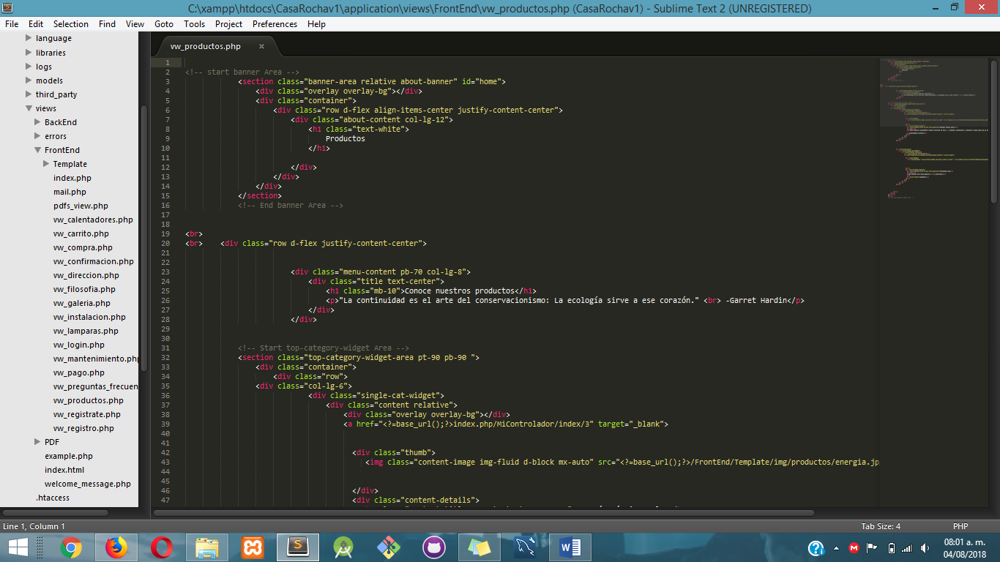 C:\xampp\htdocs\CasaRochav1\application\views\FrontEnd\vw_productos.php (CasaRochav1) - Sublime Text 2 (UNREGISTERED)
File Edit Selection Find View Goto Tools Project Preferences Help
language
libraries
logs
models
third_party
views
BackEnd
errors
FrontEnd
Template
index.php
mail.php
pdfs_view.php
vw_calentadores.php
vw_carrito.php
vw_compra.php
vw_confirmacion.php
vw_direccion.php
vw_filosofia.php
vw_galeria.php
vw_instalacion.php
vw_lamparas.php
vw_login.php
vw_mantenimiento.php
vw_pago.php
vw_preguntas_frecuen
vw_productos.php
vw_registrate.php
vw_registro.php
PDF
example.php
index.html
welcome_message.php
.htaccess
vw_productos.php ×
1
2 <!-- start banner Area -->
3 <section class="banner-area relative about-banner" id="home">
4 <div class="overlay overlay-bg"></div>
5 <div class="container">
6 <div class="row d-flex align-items-center justify-content-center">
7 <div class="about-content col-lg-12">
8 <h1 class="text-white">
9 Productos
10 </h1>
11
12 </div>
13 </div>
14 </div>
15 </section>
16 <!-- End banner Area -->
17
18
19 <br>
20 <br> <div class="row d-flex justify-content-center">
21
22
23 <div class="menu-content pb-70 col-lg-8">
24 <div class="title text-center">
25 <h1 class="mb-10">Conoce nuestros productos</h1>
26 <p>"La continuidad es el arte del conservacionismo: La ecología sirve a ese corazón." <br> -Garret Hardin</p>
27 </div>
28 </div>
29
30
31 <!-- Start top-category-widget Area -->
32 <section class="top-category-widget-area pt-90 pb-90 ">
33 <div class="container">
34 <div class="row">
35 <div class="col-lg-6">
36 <div class="single-cat-widget">
37 <div class="content relative">
38 <div class="overlay overlay-bg"></div>
39 <a href="<?=base_url();?>index.php/MiControlador/index/3" target="_blank">
40
41
42 <div class="thumb">
43 <img class="content-image img-fluid d-block mx-auto" src="<?=base_url();?>/FrontEnd/Template/img/productos/energia.jp
44
45
46 </div>
47 <div class="content-details">
Line 1, Column 1 Tab Size: 4 PHP
08:01 a. m.
04/08/2018